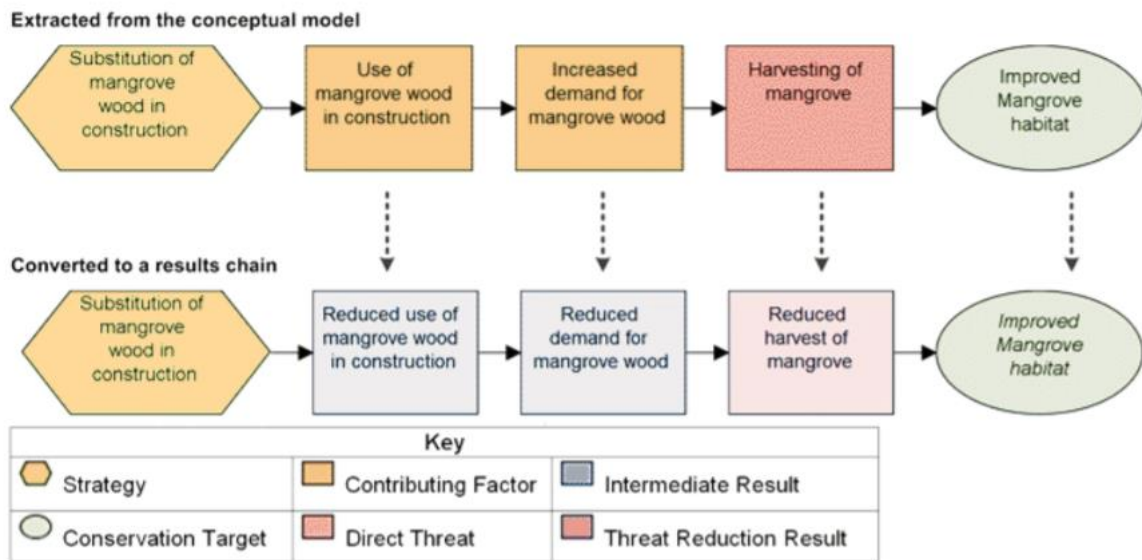 Extracted from the conceptual model
Substitution of
mangrove
wood in
construction
Use of
mangrove wood
in construction
Increased
demand for
mangrove wood
Harvesting of
mangrove
Improved
Mangrove
habitat
Converted to a results chain
Substitution of
mangrove
wood in
construction
Reduced use of
mangrove wood
in construction
Reduced
demand for
mangrove wood
Reduced
harvest of
mangrove
Improved
Mangrove
habitat
Key
Strategy
Contributing Factor
Intermediate Result
Conservation Target
Direct Threat
Threat Reduction Result